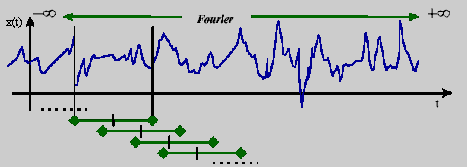 −∞ Fourier +∞
x(t)
t